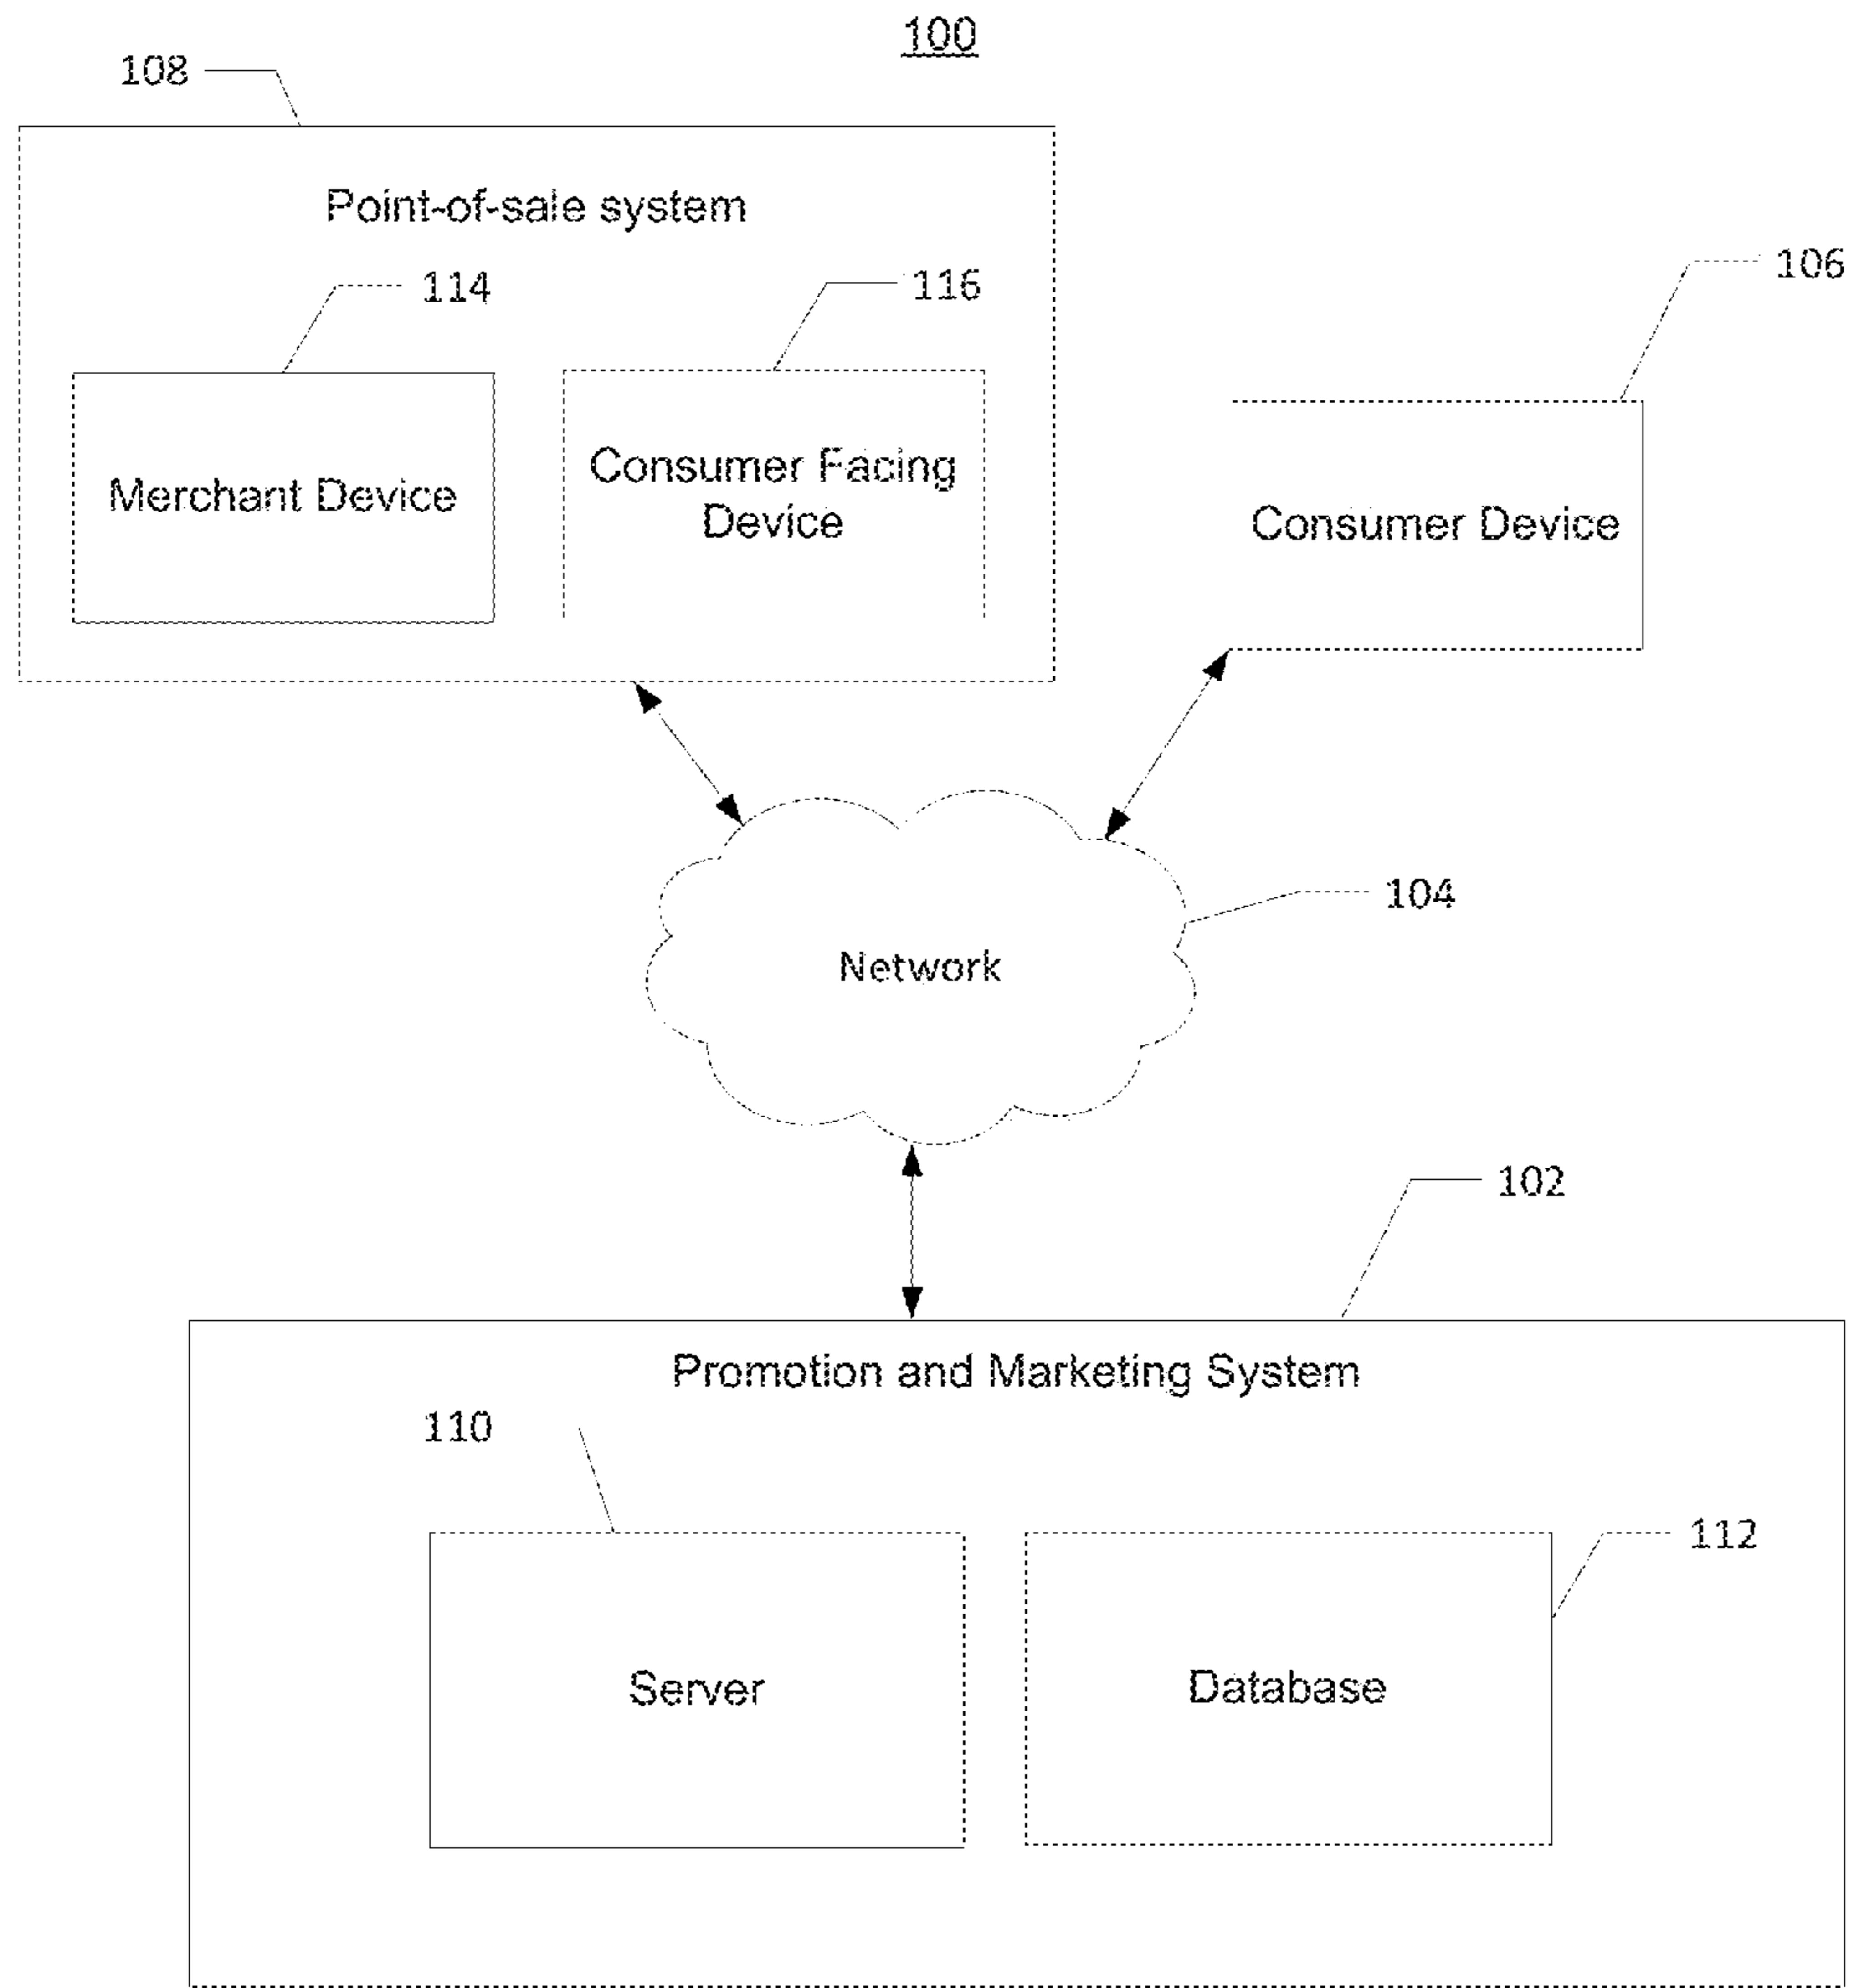 100
108
Point-of-sale system
114
116
106
Merchant Device
Consumer Facing
Device
Consumer Device
104
Network
102
Promotion and Marketing System
110
112
Server
Database